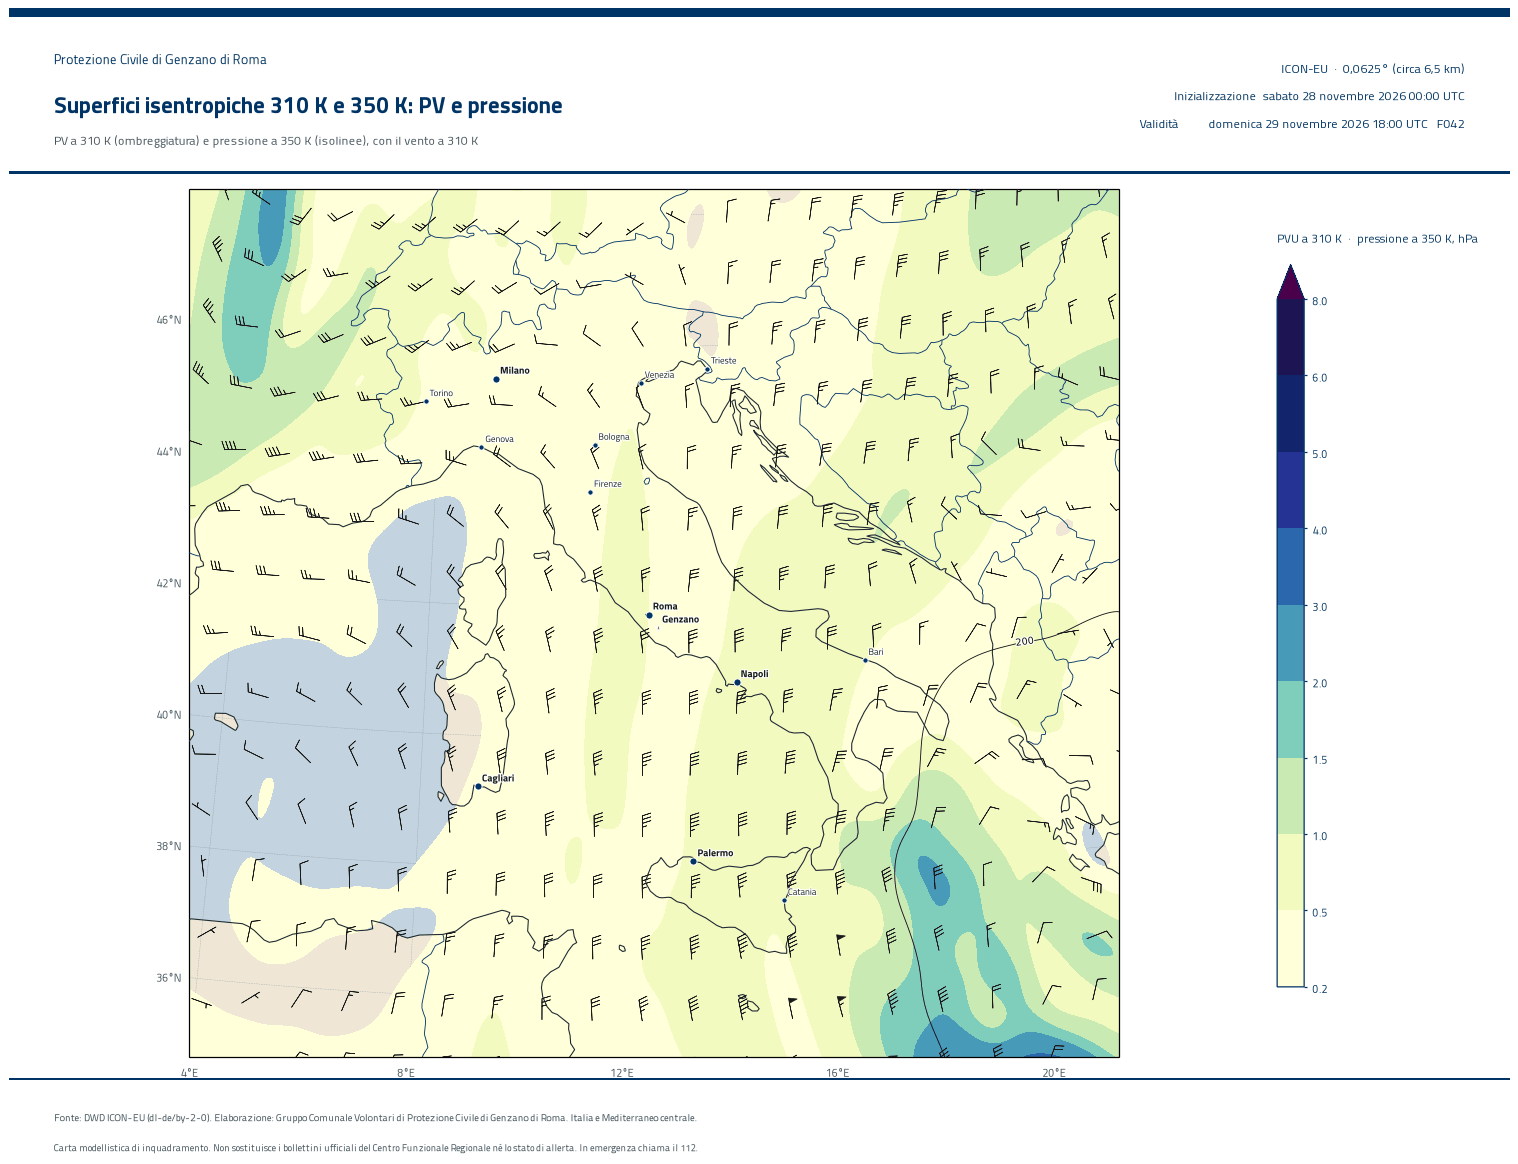 Protezione Civile di Genzano di Roma
Superfici isentropiche 310 K e 350 K: PV e pressione
PV a 310 K (ombreggiatura) e pressione a 350 K (isolinee), con il vento a 310 K
ICON-EU · 0,0625° (circa 6,5 km)
Inizializzazione sabato 28 novembre 2026 00:00 UTC
Validità domenica 29 novembre 2026 18:00 UTC F042
PVU a 310 K · pressione a 350 K, hPa
8.0
6.0
5.0
4.0
3.0
2.0
1.5
1.0
0.5
0.2
46°N
44°N
42°N
40°N
38°N
36°N
4°E
8°E
12°E
16°E
20°E
Milano
Torino
Venezia
Trieste
Genova
Bologna
Firenze
Roma
Genzano
Napoli
Bari
200
Cagliari
Palermo
Catania
Fonte: DWD ICON-EU (dl-de/by-2-0). Elaborazione: Gruppo Comunale Volontari di Protezione Civile di Genzano di Roma. Italia e Mediterraneo centrale.
Carta modellistica di inquadramento. Non sostituisce i bollettini ufficiali del Centro Funzionale Regionale né lo stato di allerta. In emergenza chiama il 112.